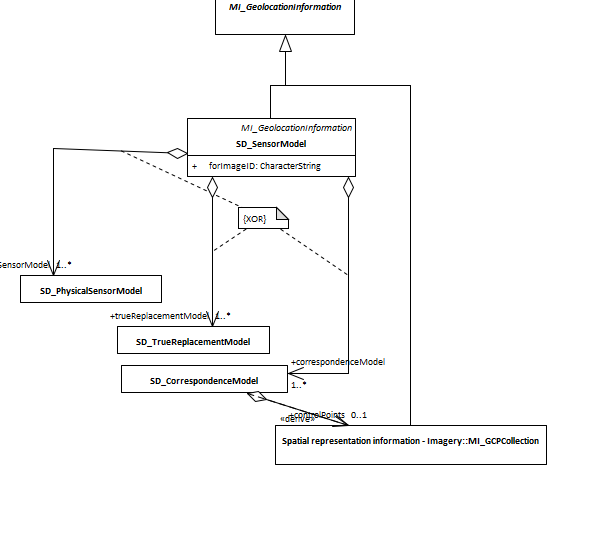 MI_GeolocationInformation
MI_GeolocationInformation
SD_SensorModel
+ forImageID: CharacterString
{XOR}
SensorModel 1..*
SD_PhysicalSensorModel
+trueReplacementModel 1..*
SD_TrueReplacementModel
+correspondenceModel
SD_CorrespondenceModel
1..*
+controlPoints 0..1
«derive»
Spatial representation information - Imagery::MI_GCPCollection